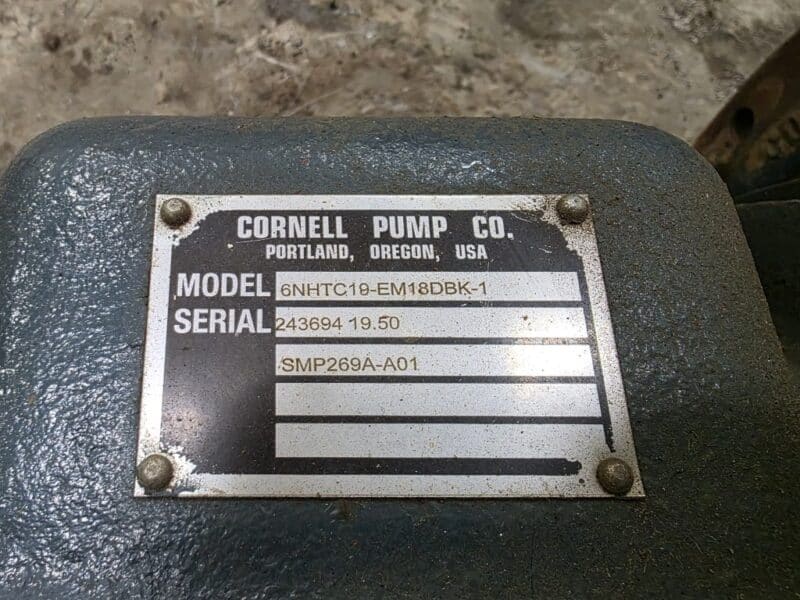 CORNELL PUMP CO.
PORTLAND, OREGON, USA
MODEL 6NHTC19-EM18DBK-1
SERIAL 243694 19.50
SMP269A-A01